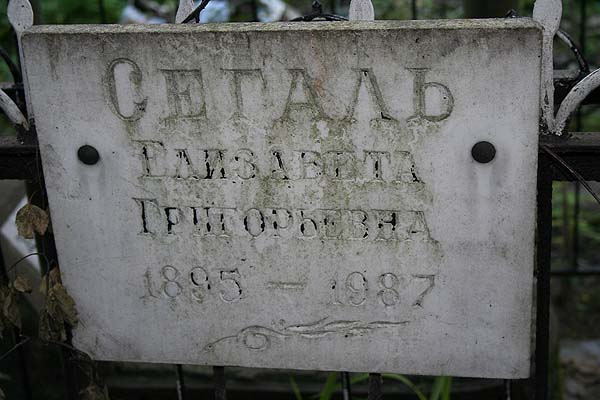 Сегаль
Елизавета
Григорьевна
1895 — 1987